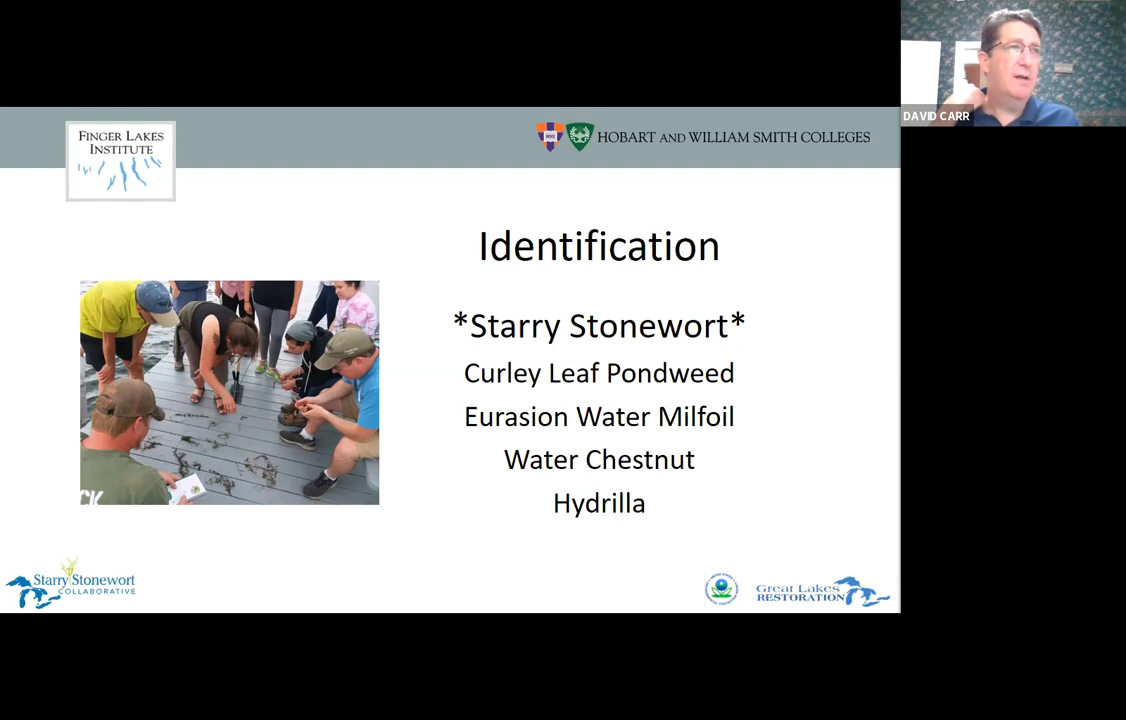 DAVID CARR
FINGER LAKES
INSTITUTE
HOBART AND WILLIAM SMITH COLLEGES
Identification
*Starry Stonewort*
Curley Leaf Pondweed
Eurasion Water Milfoil
Water Chestnut
Hydrilla
CK
Starry Stonewort
COLLABORATIVE
Great Lakes
RESTORATION